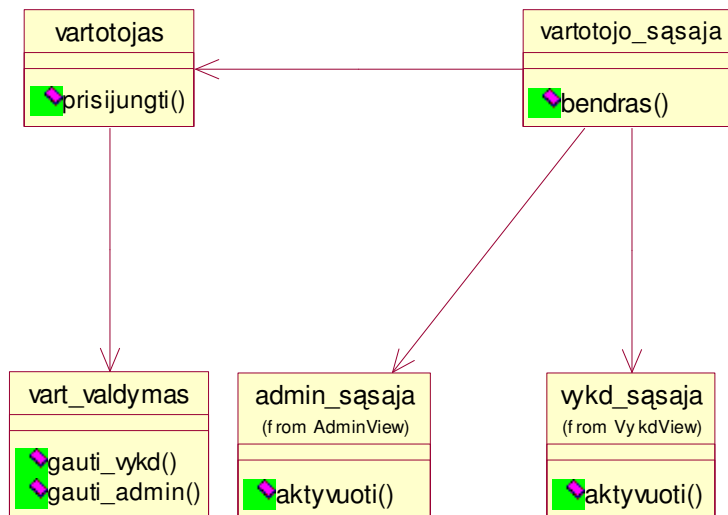 vartotojas
prisijungti()
vartotojo_sąsaja
bendras()
vart_valdymas
gauti_vykd()
gauti_admin()
admin_sąsaja
(from AdminView)
aktyvuoti()
vykd_sąsaja
(from VykdView)
aktyvuoti()